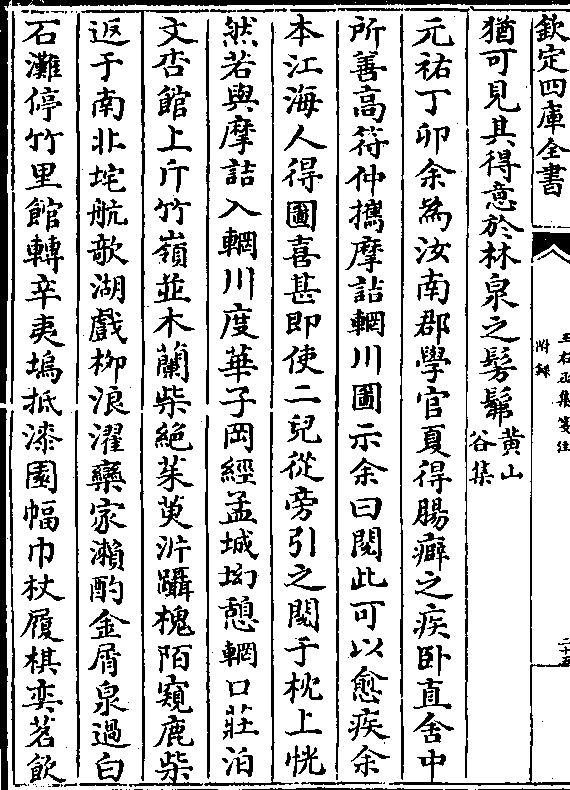 欽定四庫全書
王右丞集箋注
附錄
二十五
猶可見其得意於林泉之髣髴黃山谷集
元祐丁卯余為汝南郡學官夏得腸癖之疾卧直舍中
所善高符仲攜摩詰輞川圖示余曰閱此可以愈疾余
本江海人得圖喜甚即使二兒從旁引之閱于枕上恍
然若與摩詰入輞川度華子岡經孟城坳憩輞口莊泊
文杏館上斤竹嶺並木蘭柴絶茱萸沜躡槐陌窺鹿柴
返于南北垞航欹湖戲栁浪濯欒家瀨酌金屑泉過白
石灘停竹里館轉辛夷塢抵漆園幅巾杖履棋奕茗飲